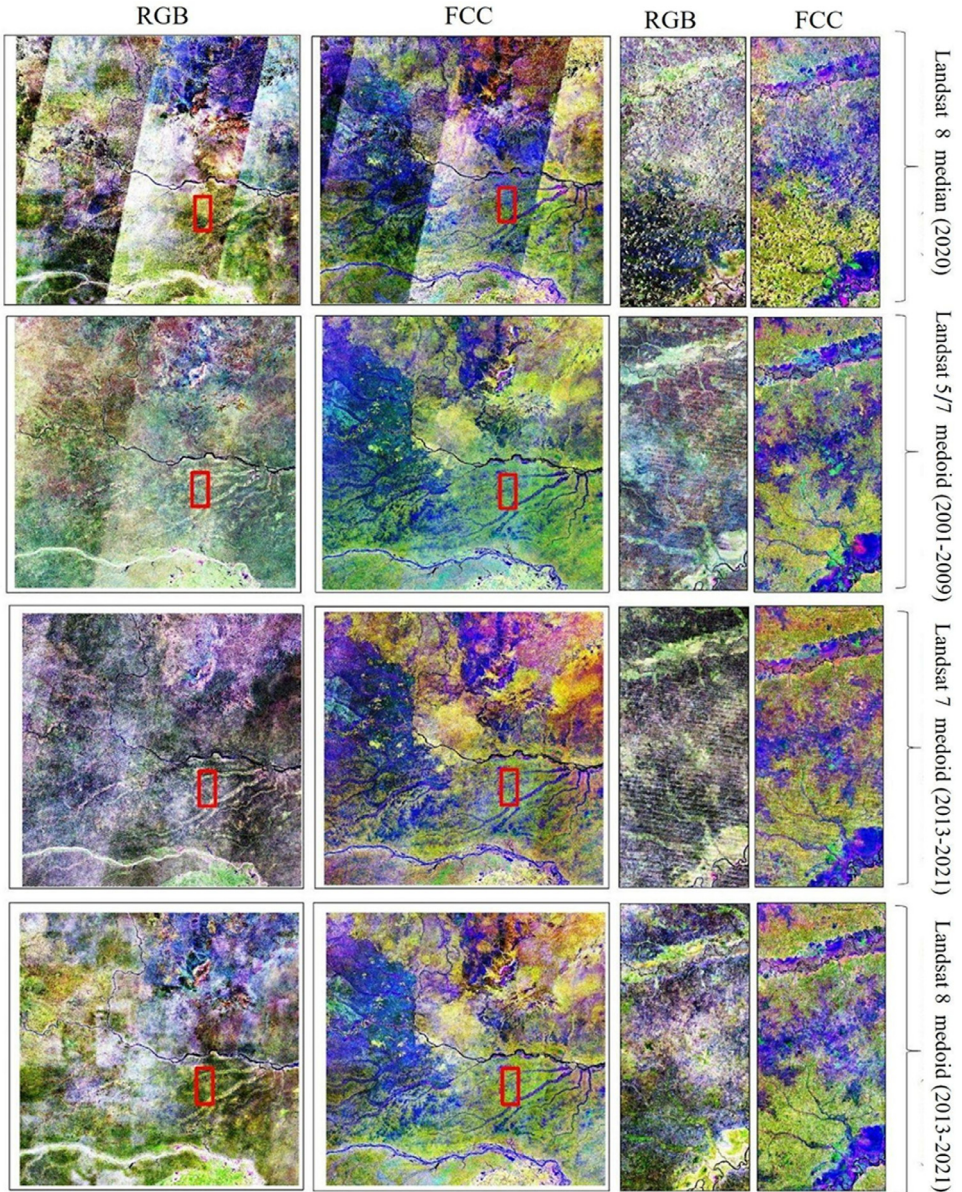 RGB
FCC
RGB
FCC
Landsat 8 median (2020)
Landsat 5/7 medoid (2001-2009)
Landsat 7 medoid (2013-2021)
Landsat 8 medoid (2013-2021)